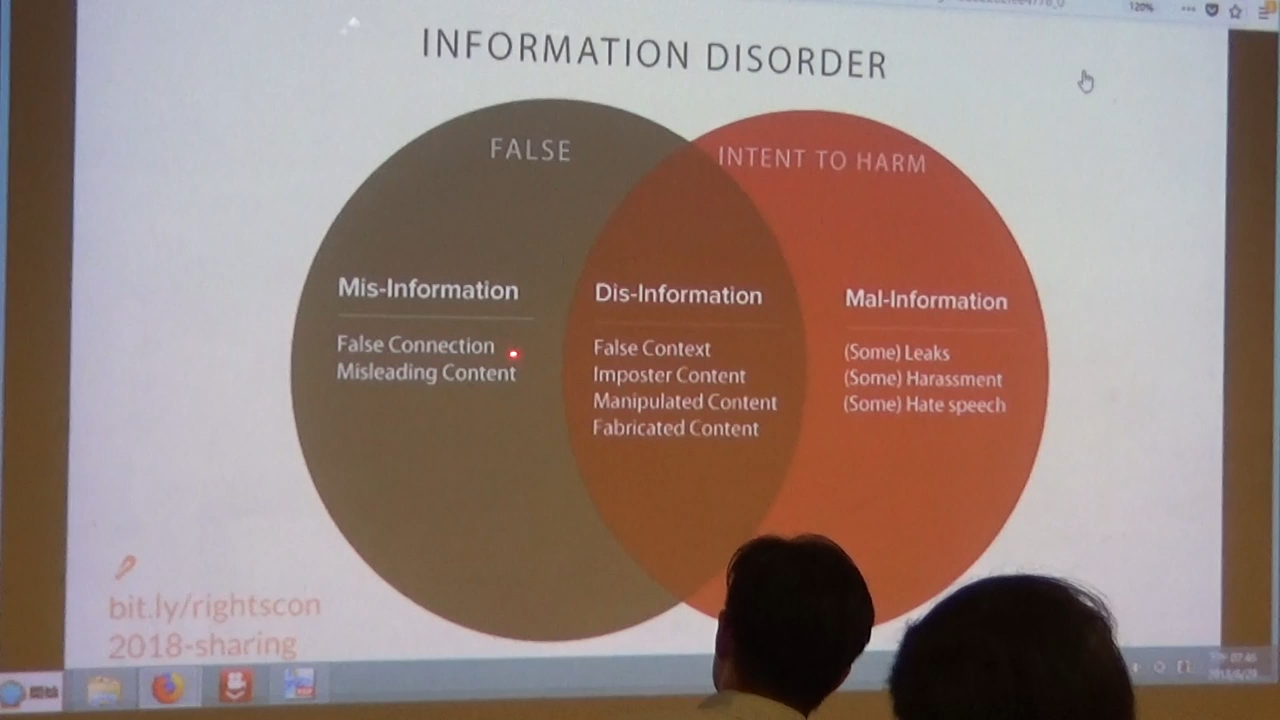 120%
INFORMATION DISORDER
FALSE
INTENT TO HARM
Mis-Information
False Connection
Misleading Content
Dis-Information
False Context
Imposter Content
Manipulated Content
Fabricated Content
Mal-Information
(Some) Leaks
(Some) Harassment
(Some) Hate speech
bit.ly/rightscon
2018-sharing